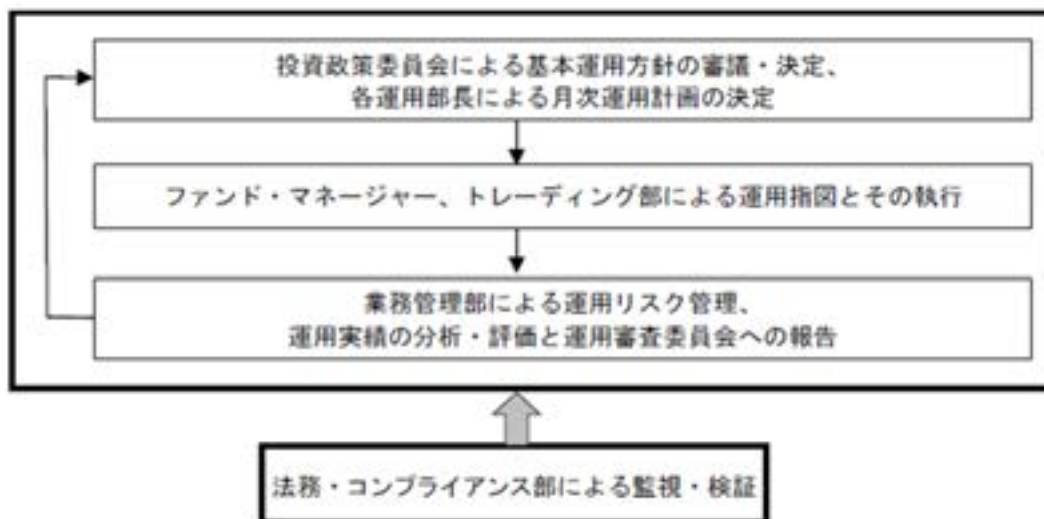 投資政策委員会による基本運用方針の審議・決定、
各運用部長による月次運用計画の決定
ファンド・マネージャー、トレーディング部による運用指図とその執行
業務管理部による運用リスク管理、
運用実績の分析・評価と運用審査委員会への報告
法務・コンプライアンス部による監視・検証